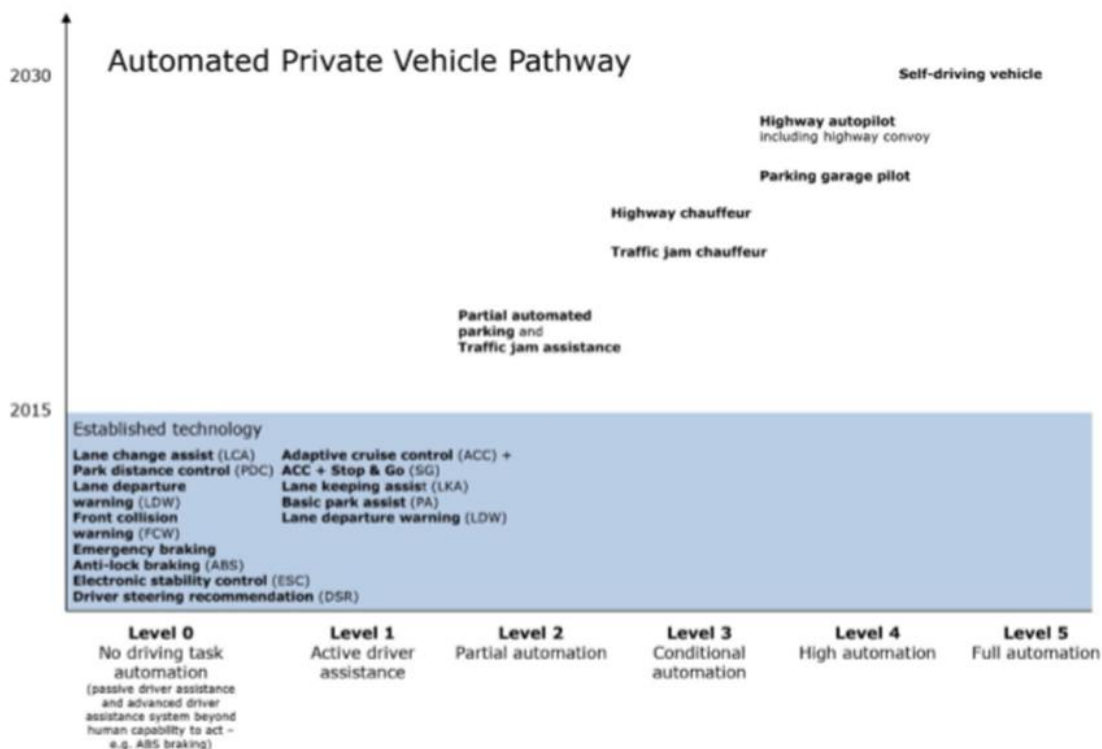 Automated Private Vehicle Pathway
2030
Self-driving vehicle
Highway autopilot
including highway convoy
Parking garage pilot
Highway chauffeur
Traffic jam chauffeur
Partial automated
parking and
Traffic jam assistance
2015
Established technology
Lane change assist (LCA)
Park distance control (PDC)
Lane departure
warning (LDW)
Front collision
warning (FCW)
Emergency braking
Anti-lock braking (ABS)
Electronic stability control (ESC)
Driver steering recommendation (DSR)
Adaptive cruise control (ACC) +
ACC + Stop & Go (SG)
Lane keeping assist (LKA)
Basic park assist (PA)
Lane departure warning (LDW)
Level 0
No driving task
automation
(passive driver assistance
and advanced driver
assistance system beyond
human capability to act –
e.g. ABS braking)
Level 1
Active driver
assistance
Level 2
Partial automation
Level 3
Conditional
automation
Level 4
High automation
Level 5
Full automation